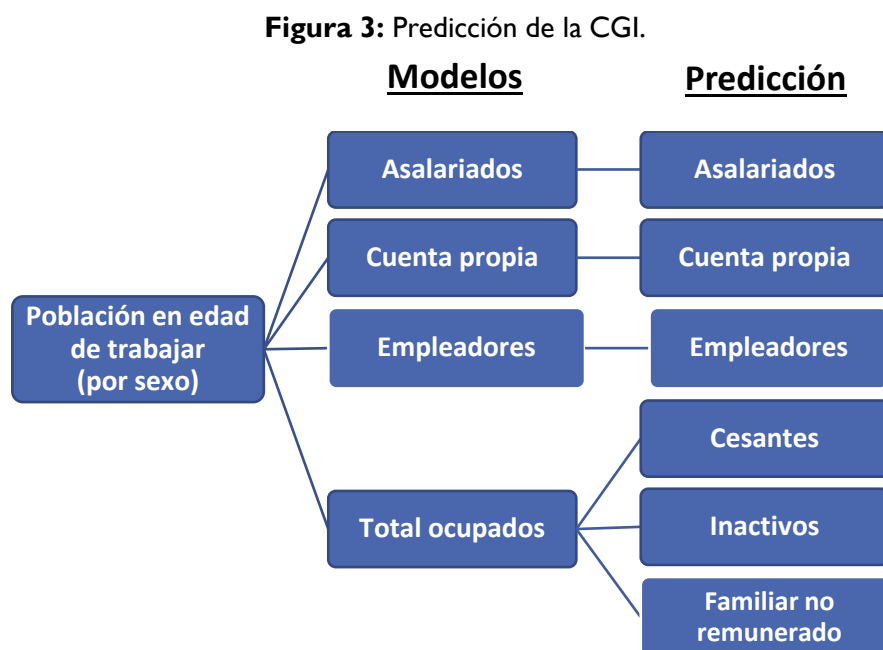 Figura 3: Predicción de la CGI.
Modelos
Predicción
Asalariados
Asalariados
Cuenta propia
Cuenta propia
Población en edad
de trabajar
(por sexo)
Empleadores
Empleadores
Cesantes
Total ocupados
Inactivos
Familiar no
remunerado